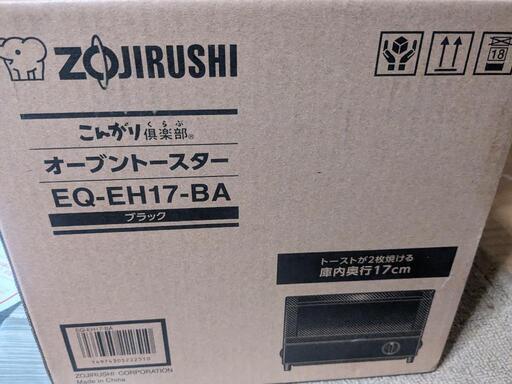 ZOJIRUSHI
18
こんがり倶楽部®
くらぶ
オーブントースター
EQ-EH17-BA
ブラック
トーストが2枚焼ける
庫内奥行17cm
EQ-EH17-BA
4974305222510
ZOJIRUSHI CORPORATION
Made in China